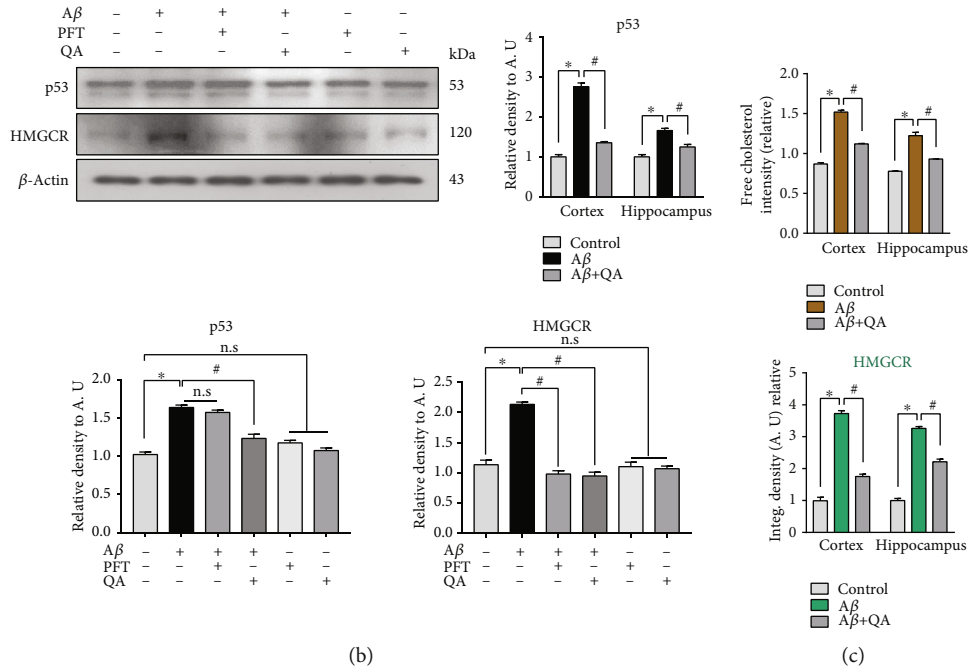 Aβ – + + + – –
PFT – – + – + –
QA – – – + – + kDa
p53 53
HMGCR 120
β-Actin 43
p53
Relative density to A. U
4
3
2
1
0
* # * #
Cortex Hippocampus
Control
Aβ
Aβ+QA
Free cholesterol
intensity (relative)
2.0
1.5
1.0
0.5
0.0
* # * #
Cortex Hippocampus
Control
Aβ
Aβ+QA
p53
Relative density to A. U
2.0
1.5
1.0
0.5
0.0
n.s
* #
n.s
Aβ – + + + – –
PFT – – + – + –
QA – – – + – +
HMGCR
Relative density to A. U
2.5
2.0
1.5
1.0
0.5
0.0
n.s
* #
#
Aβ – + + + – –
PFT – – + – + –
QA – – – + – +
HMGCR
Integ. density (A. U) relative
5
4
3
2
1
0
* # * #
Cortex Hippocampus
Control
Aβ
Aβ+QA
(b) (c)